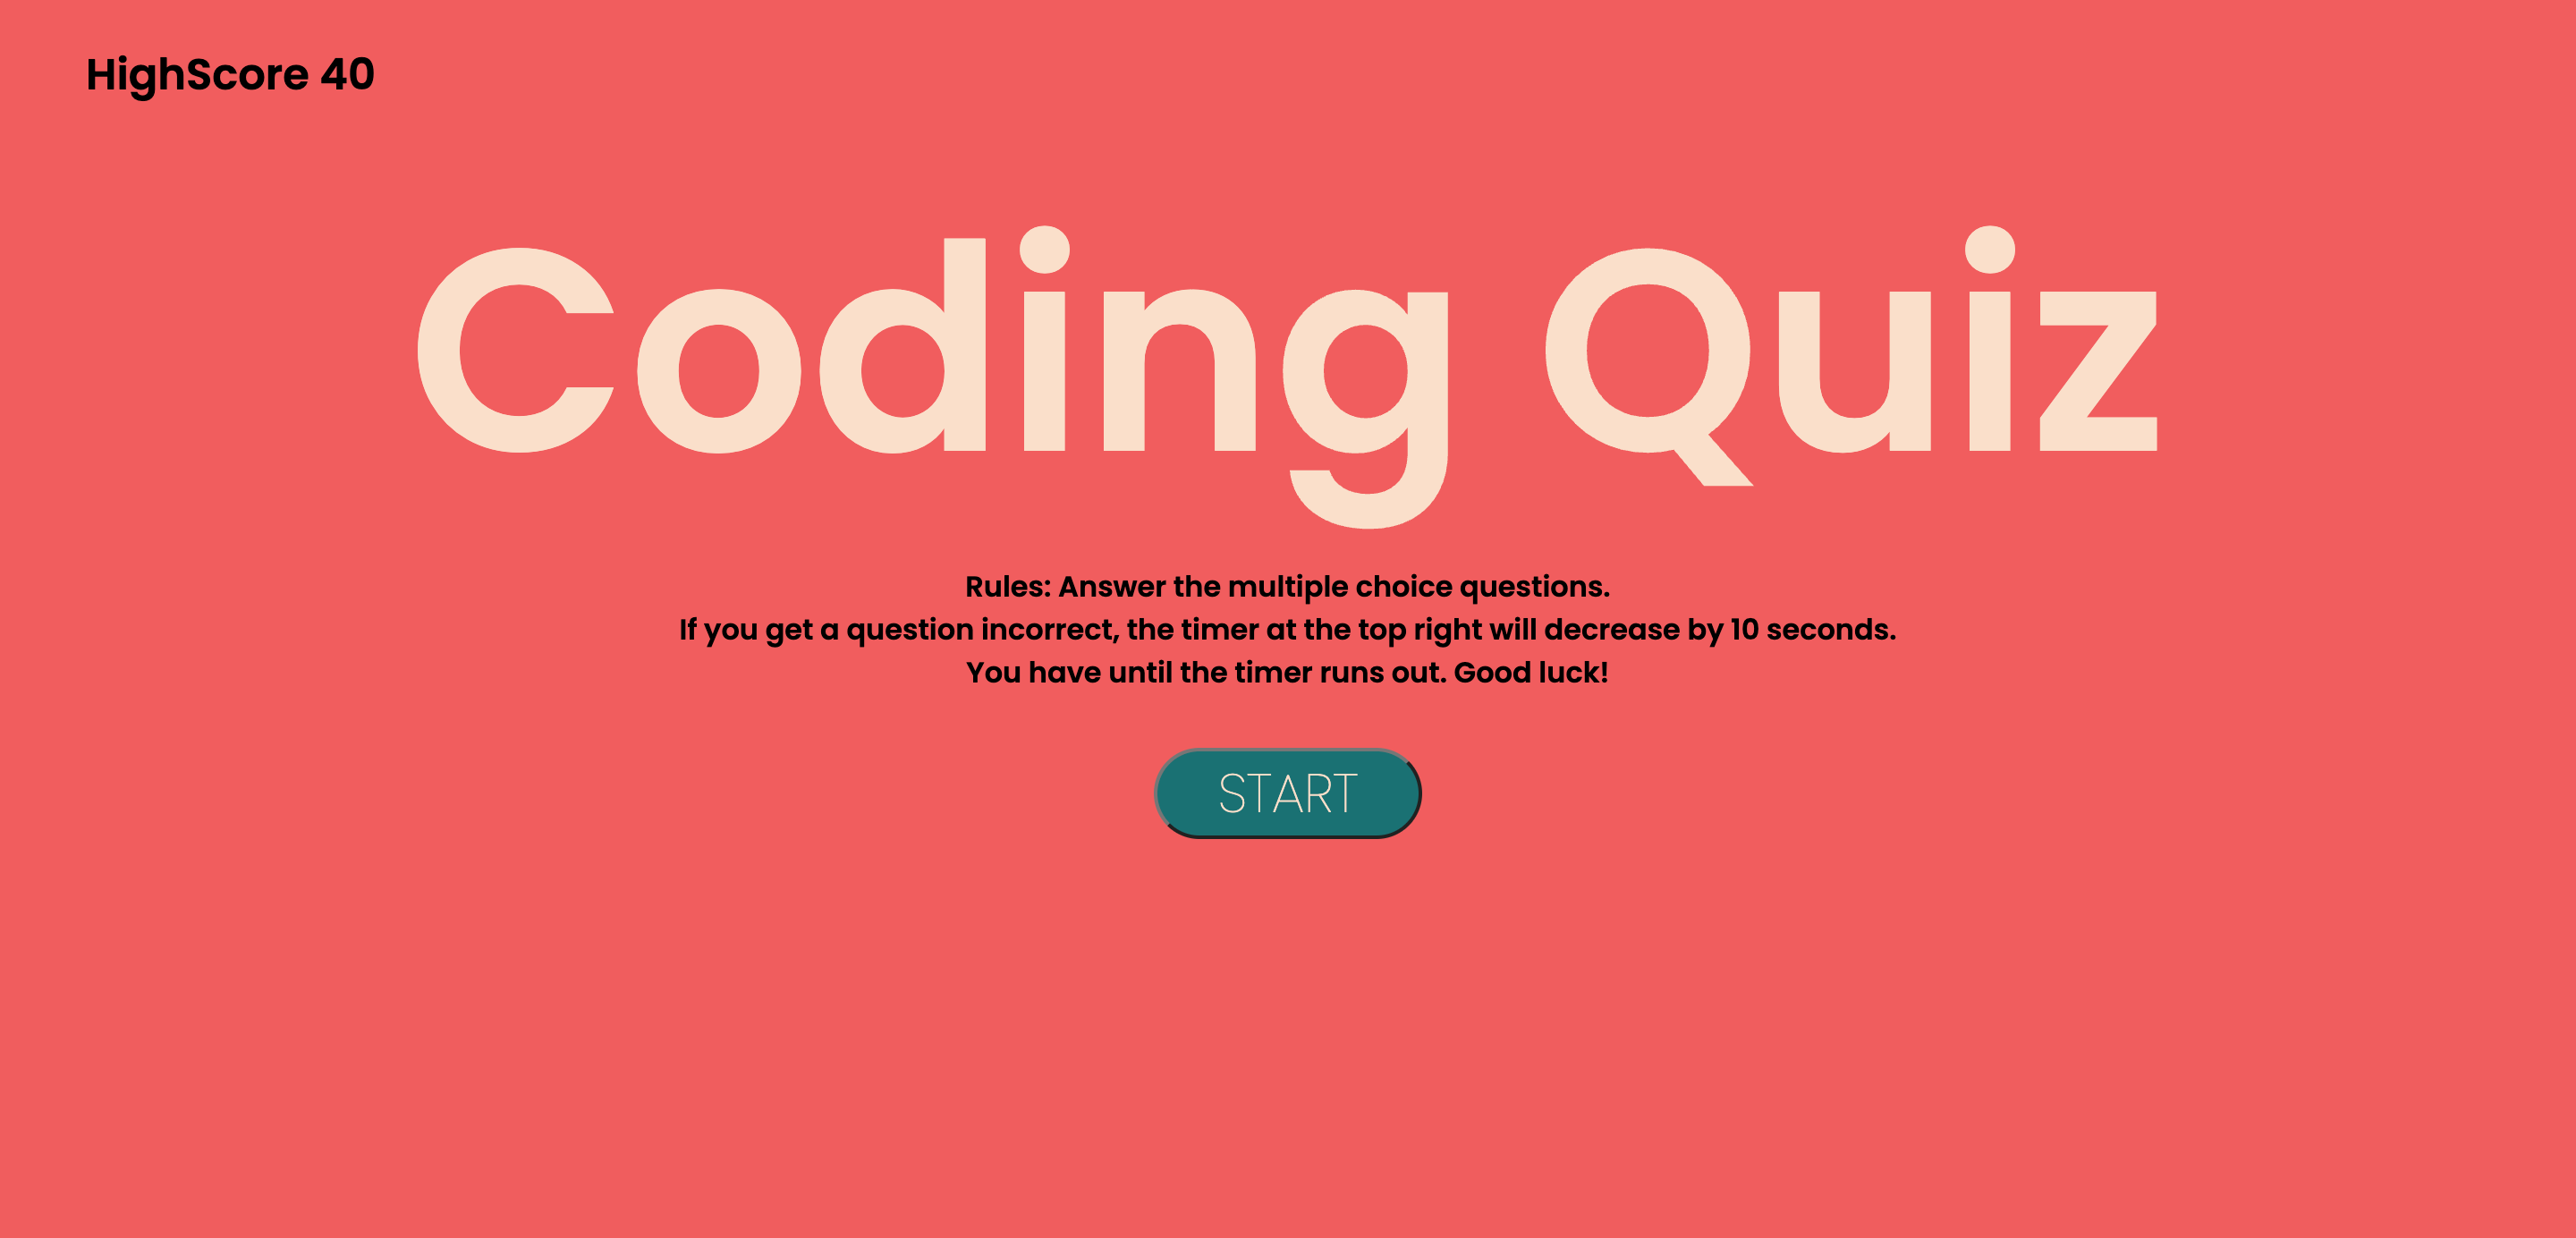 HighScore 40
Coding Quiz
Rules: Answer the multiple choice questions.
If you get a question incorrect, the timer at the top right will decrease by 10 seconds.
You have until the timer runs out. Good luck!
START